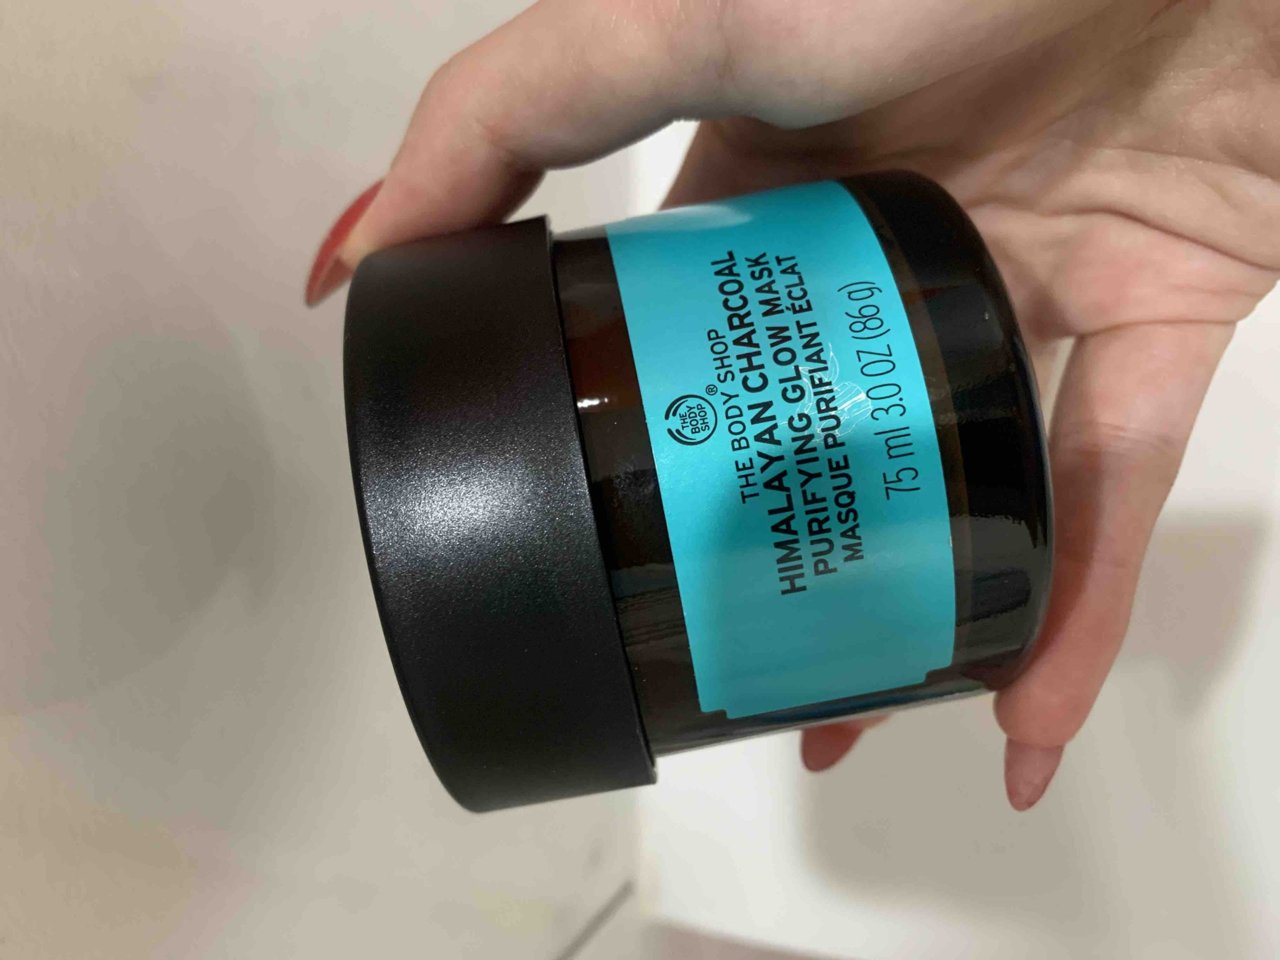 THE
BODY
SHOP
®
THE BODY SHOP
HIMALAYAN CHARCOAL
PURIFYING GLOW MASK
MASQUE PURIFIANT ÉCLAT
75 ml 3.0 OZ (86 g)